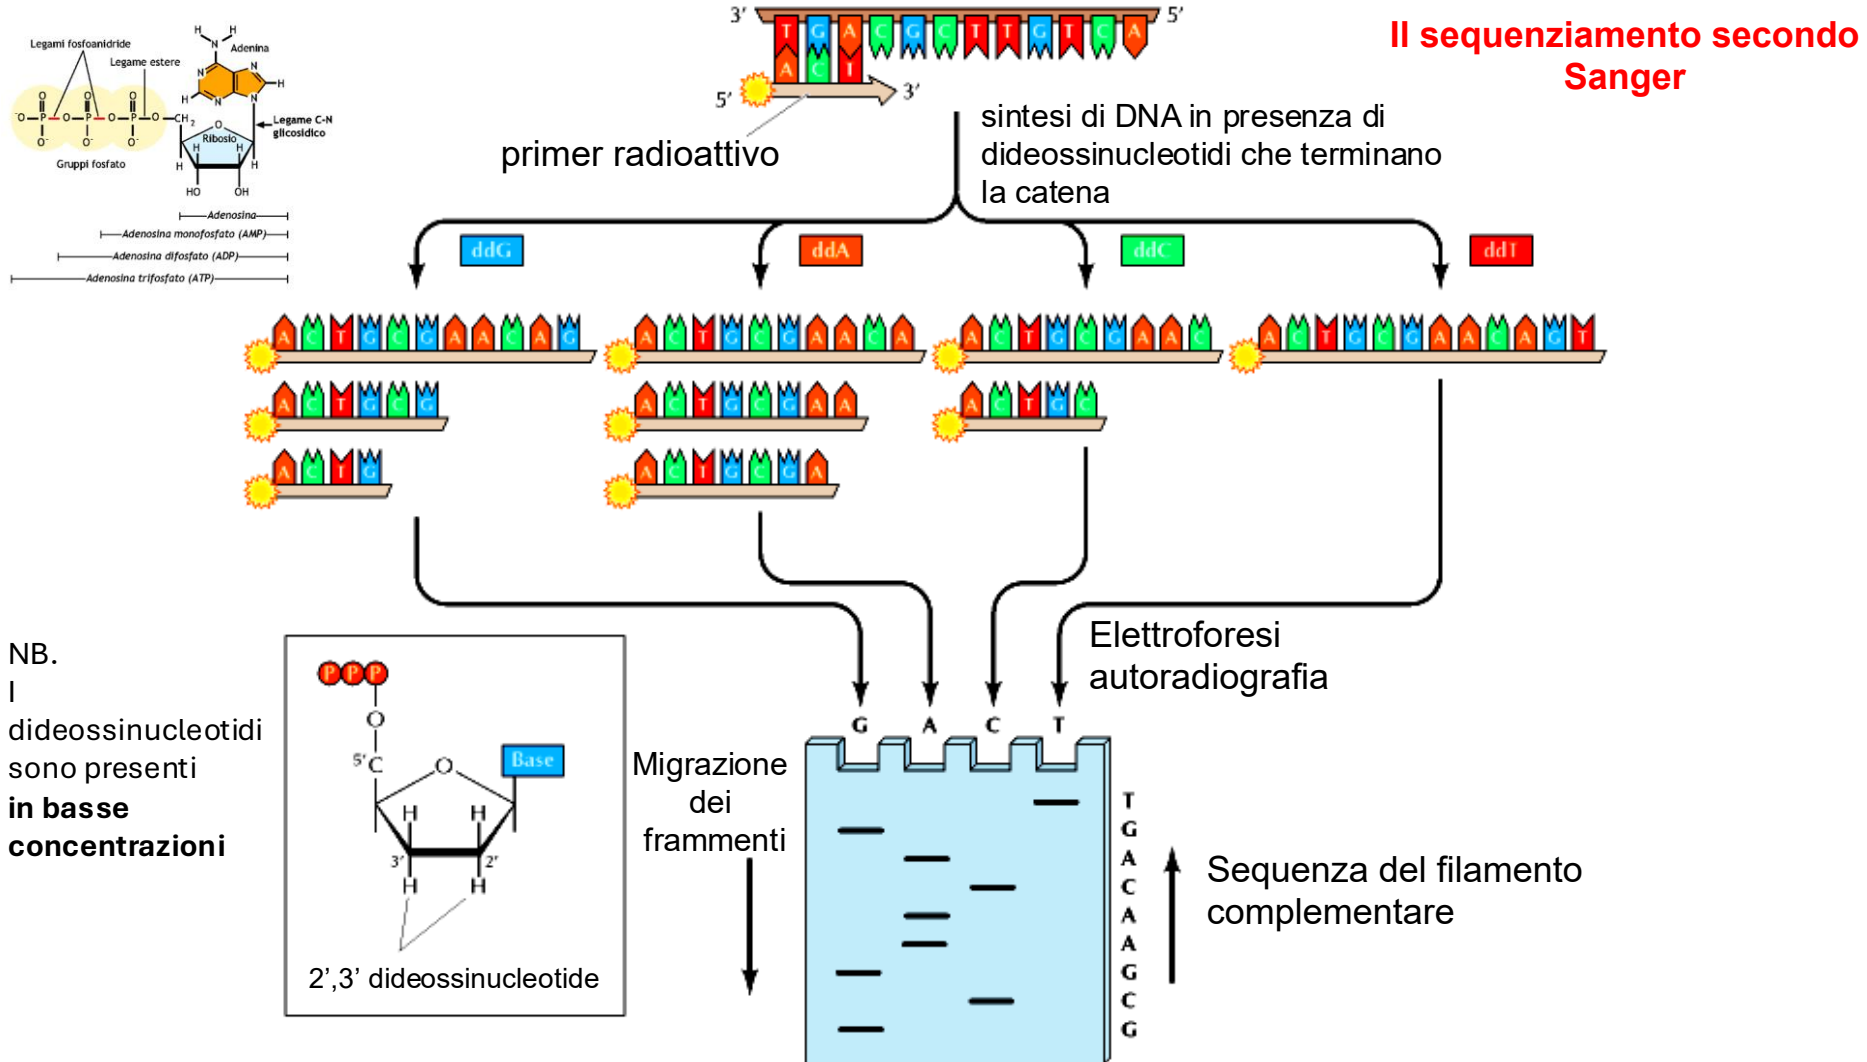 Il sequenziamento secondo
Sanger
Legami fosfoanidride
Legame estere
Adenina
H H
N
N N
H
N N
H
O O O
⁻O P O P O P O CH₂
O⁻ O⁻ O⁻
O
Ribosio
H H
H H
HO OH
Legame C-N
glicosidico
Gruppi fosfato
Adenosina
Adenosina monofosfato (AMP)
Adenosina difosfato (ADP)
Adenosina trifosfato (ATP)
3' T G A C G C T T G T C A 5'
A C T
5' 3'
primer radioattivo
sintesi di DNA in presenza di
dideossinucleotidi che terminano
la catena
ddG ddA ddC ddT
A C T G C G A A C A G
A C T G C G A A C A
A C T G C G A A C
A C T G C G A A C A G T
A C T G C G
A C T G C G A A
A C T G C
A C T G
A C T G C G A
NB.
I
dideossinucleotidi
sono presenti
in basse
concentrazioni
P P P
O
5' C
O
Base
H H
3' 2'
H H
2',3' dideossinucleotide
Elettroforesi
autoradiografia
Migrazione
dei
frammenti
G A C T
T
G
A
C
A
A
G
C
G
Sequenza del filamento
complementare